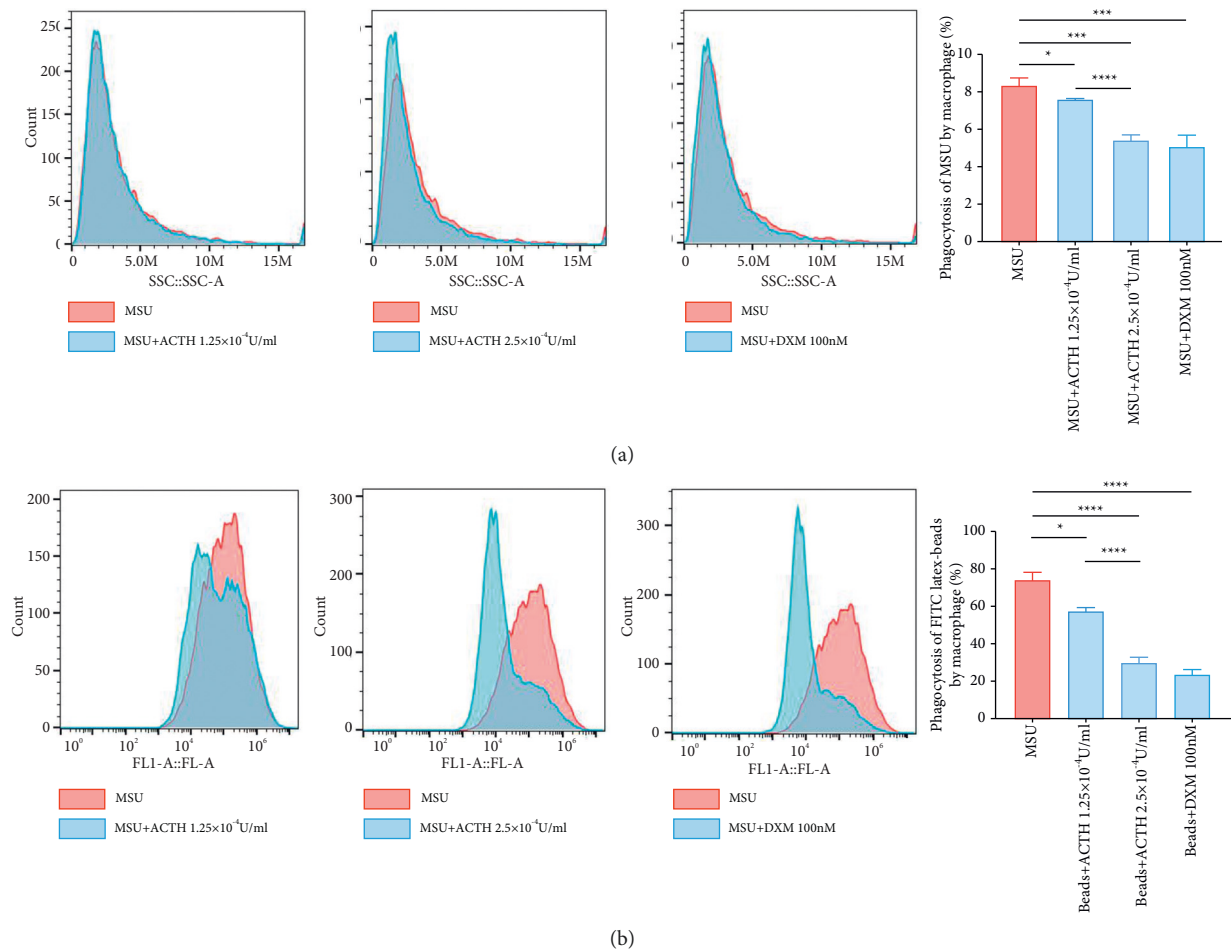 250
200
150
100
50
0
Count
0
5.0M
10M
15M
SSC::SSC-A
MSU
MSU+ACTH 1.25×10⁻⁴U/ml
0
5.0M
10M
15M
SSC::SSC-A
MSU
MSU+ACTH 2.5×10⁻⁴U/ml
0
5.0M
10M
15M
SSC::SSC-A
MSU
MSU+DXM 100nM
***
***
*
****
10
8
6
4
2
0
Phagocytosis of MSU by macrophage (%)
MSU
MSU+ACTH 1.25×10⁻⁴U/ml
MSU+ACTH 2.5×10⁻⁴U/ml
MSU+DXM 100nM
(a)
200
150
100
50
0
Count
10⁰
10²
10⁴
10⁶
FL1-A::FL-A
MSU
MSU+ACTH 1.25×10⁻⁴U/ml
300
200
100
0
Count
10⁰
10²
10⁴
10⁶
FL1-A::FL-A
MSU
MSU+ACTH 2.5×10⁻⁴U/ml
300
200
100
0
Count
10⁰
10²
10⁴
10⁶
FL1-A::FL-A
MSU
MSU+DXM 100nM
****
****
*
****
100
80
60
40
20
0
Phagocytosis of FITC latex-beads
by macrophage (%)
MSU
Beads+ACTH 1.25×10⁻⁴U/ml
Beads+ACTH 2.5×10⁻⁴U/ml
Beads+DXM 100nM
(b)